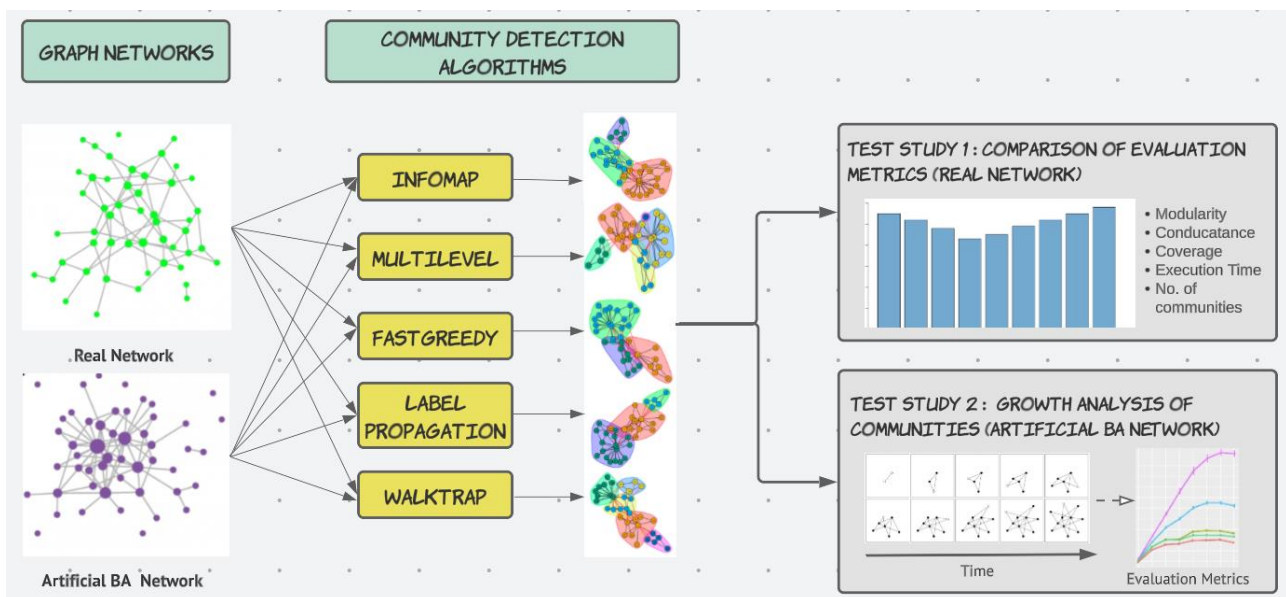 GRAPH NETWORKS
COMMUNITY DETECTION
ALGORITHMS
Real Network
Artificial BA Network
INFOMAP
MULTILEVEL
FASTGREEDY
LABEL
PROPAGATION
WALKTRAP
TEST STUDY 1: COMPARISON OF EVALUATION
METRICS (REAL NETWORK)
• Modularity
• Conducatance
• Coverage
• Execution Time
• No. of
communities
TEST STUDY 2: GROWTH ANALYSIS OF
COMMUNITIES (ARTIFICIAL BA NETWORK)
Time
Evaluation Metrics